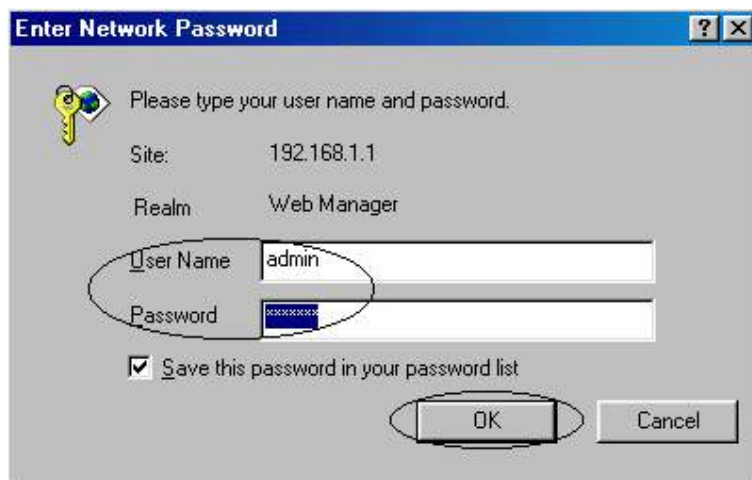 Enter Network Password
Please type your user name and password.
Site: 192.168.1.1
Realm Web Manager
User Name admin
Password *******
Save this password in your password list
OK Cancel